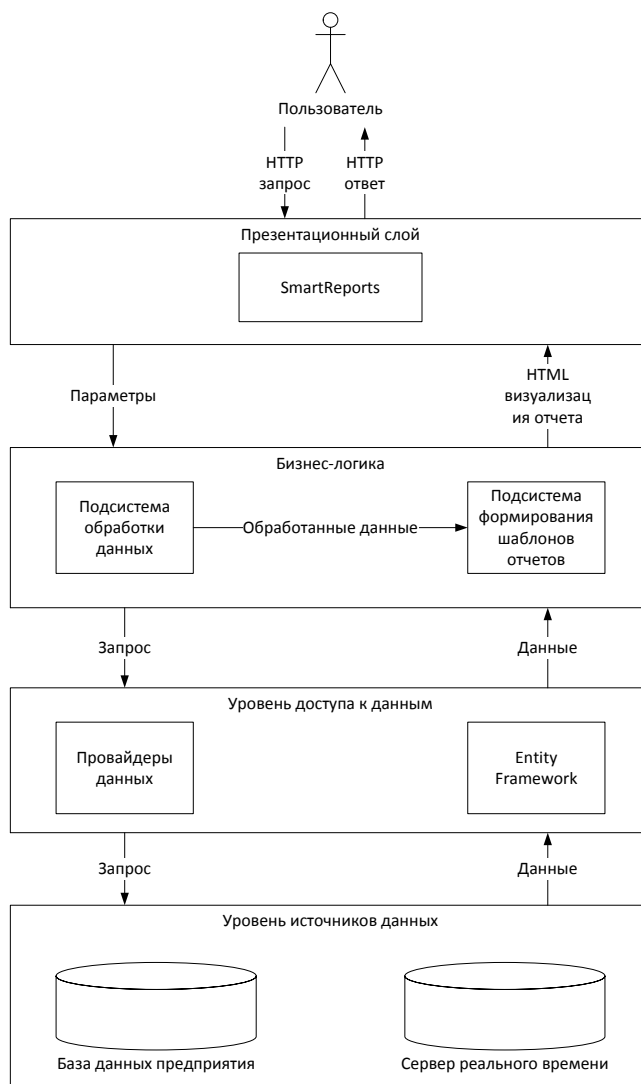 Пользователь
HTTP
запрос
HTTP
ответ
Презентационный слой
SmartReports
Параметры
HTML
визуализац
ия отчета
Бизнес-логика
Подсистема
обработки
данных
Обработанные данные
Подсистема
формирования
шаблонов
отчетов
Запрос
Данные
Уровень доступа к данным
Провайдеры
данных
Entity
Framework
Запрос
Данные
Уровень источников данных
База данных предприятия
Сервер реального времени